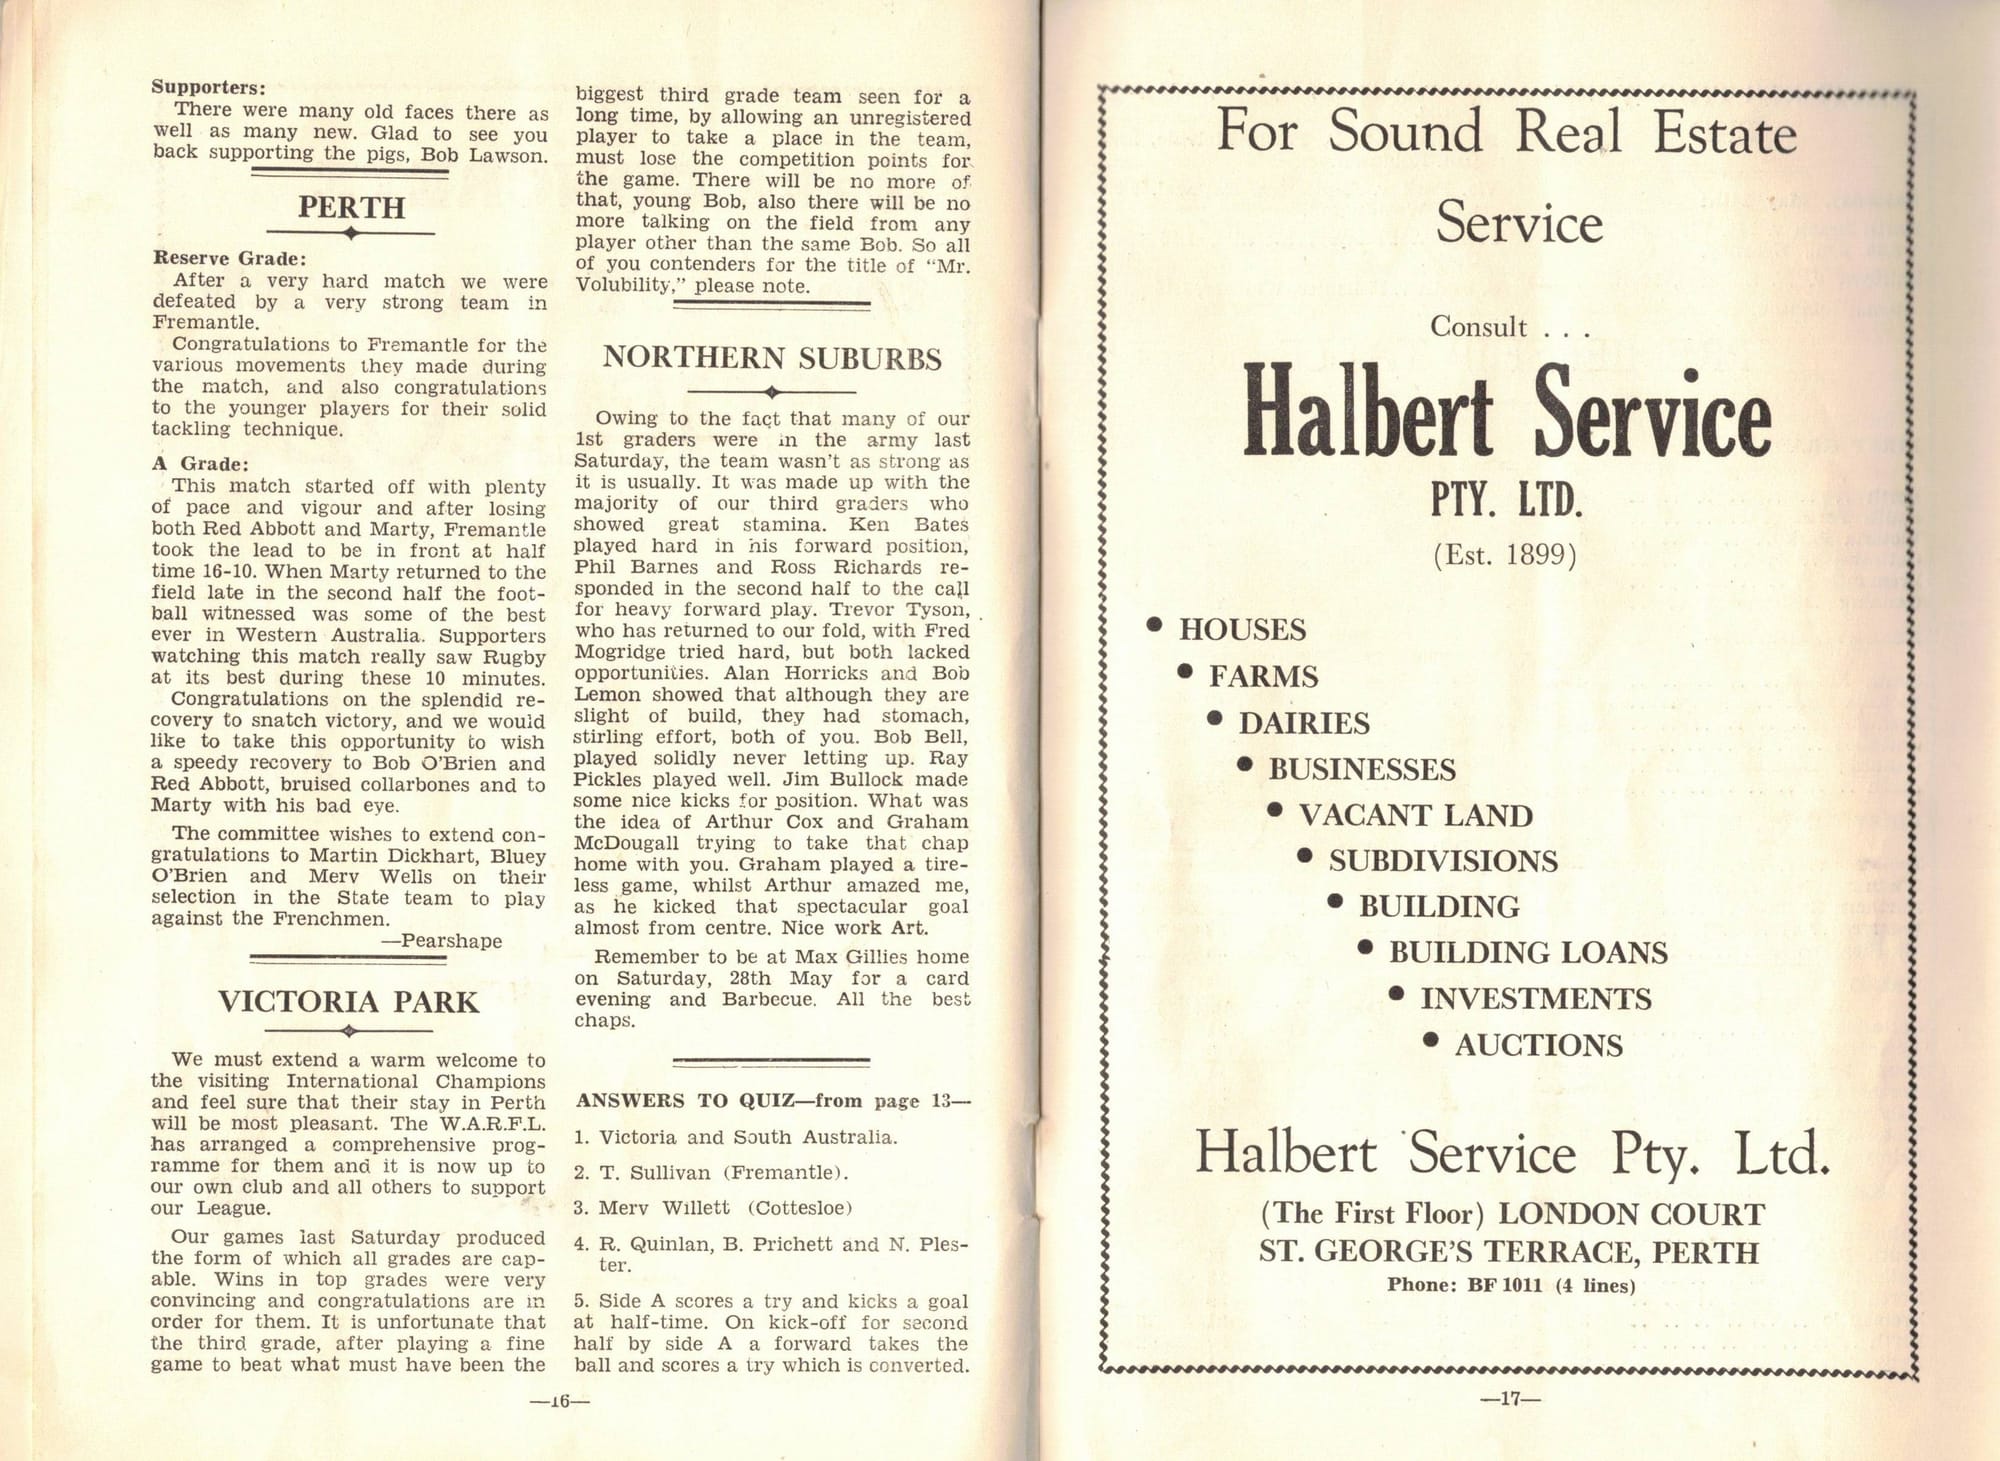 Supporters:
There were many old faces there as
well as many new. Glad to see you
back supporting the pigs, Bob Lawson.
PERTH
Reserve Grade:
After a very hard match we were
defeated by a very strong team in
Fremantle.
Congratulations to Fremantle for the
various movements they made during
the match, and also congratulations
to the younger players for their solid
tackling technique.
A Grade:
This match started off with plenty
of pace and vigour and after losing
both Red Abbott and Marty, Fremantle
took the lead to be in front at half
time 16-10. When Marty returned to the
field late in the second half the foot-
ball witnessed was some of the best
ever in Western Australia. Supporters
watching this match really saw Rugby
at its best during these 10 minutes.
Congratulations on the splendid re-
covery to snatch victory, and we would
like to take this opportunity to wish
a speedy recovery to Bob O'Brien and
Red Abbott, bruised collarbones and to
Marty with his bad eye.
The committee wishes to extend con-
gratulations to Martin Dickhart, Bluey
O'Brien and Merv Wells on their
selection in the State team to play
against the Frenchmen.
—Pearshape
VICTORIA PARK
We must extend a warm welcome to
the visiting International Champions
and feel sure that their stay in Perth
will be most pleasant. The W.A.R.F.L.
has arranged a comprehensive prog-
ramme for them and it is now up to
our own club and all others to support
our League.
Our games last Saturday produced
the form of which all grades are cap-
able. Wins in top grades were very
convincing and congratulations are in
order for them. It is unfortunate that
the third grade, after playing a fine
game to beat what must have been the
biggest third grade team seen for a
long time, by allowing an unregistered
player to take a place in the team,
must lose the competition points for
the game. There will be no more of
that, young Bob, also there will be no
more talking on the field from any
player other than the same Bob. So all
of you contenders for the title of "Mr.
Volubility," please note.
NORTHERN SUBURBS
Owing to the fact that many of our
1st graders were in the army last
Saturday, the team wasn't as strong as
it is usually. It was made up with the
majority of our third graders who
showed great stamina. Ken Bates
played hard in his forward position,
Phil Barnes and Ross Richards re-
sponded in the second half to the call
for heavy forward play. Trevor Tyson,
who has returned to our fold, with Fred
Mogridge tried hard, but both lacked
opportunities. Alan Horricks and Bob
Lemon showed that although they are
slight of build, they had stomach,
stirling effort, both of you. Bob Bell,
played solidly never letting up. Ray
Pickles played well. Jim Bullock made
some nice kicks for position. What was
the idea of Arthur Cox and Graham
McDougall trying to take that chap
home with you. Graham played a tire-
less game, whilst Arthur amazed me,
as he kicked that spectacular goal
almost from centre. Nice work Art.
Remember to be at Max Gillies home
on Saturday, 28th May for a card
evening and Barbecue. All the best
chaps.
ANSWERS TO QUIZ—from page 13—
1. Victoria and South Australia.
2. T. Sullivan (Fremantle).
3. Merv Willett (Cottesloe)
4. R. Quinlan, B. Prichett and N. Ples-
ter.
5. Side A scores a try and kicks a goal
at half-time. On kick-off for second
half by side A a forward takes the
ball and scores a try which is converted.
—16—
For Sound Real Estate
Service
Consult . . .
Halbert Service
PTY. LTD.
(Est. 1899)
• HOUSES
• FARMS
• DAIRIES
• BUSINESSES
• VACANT LAND
• SUBDIVISIONS
• BUILDING
• BUILDING LOANS
• INVESTMENTS
• AUCTIONS
Halbert Service Pty. Ltd.
(The First Floor) LONDON COURT
ST. GEORGE'S TERRACE, PERTH
Phone: BF 1011 (4 lines)
—17—